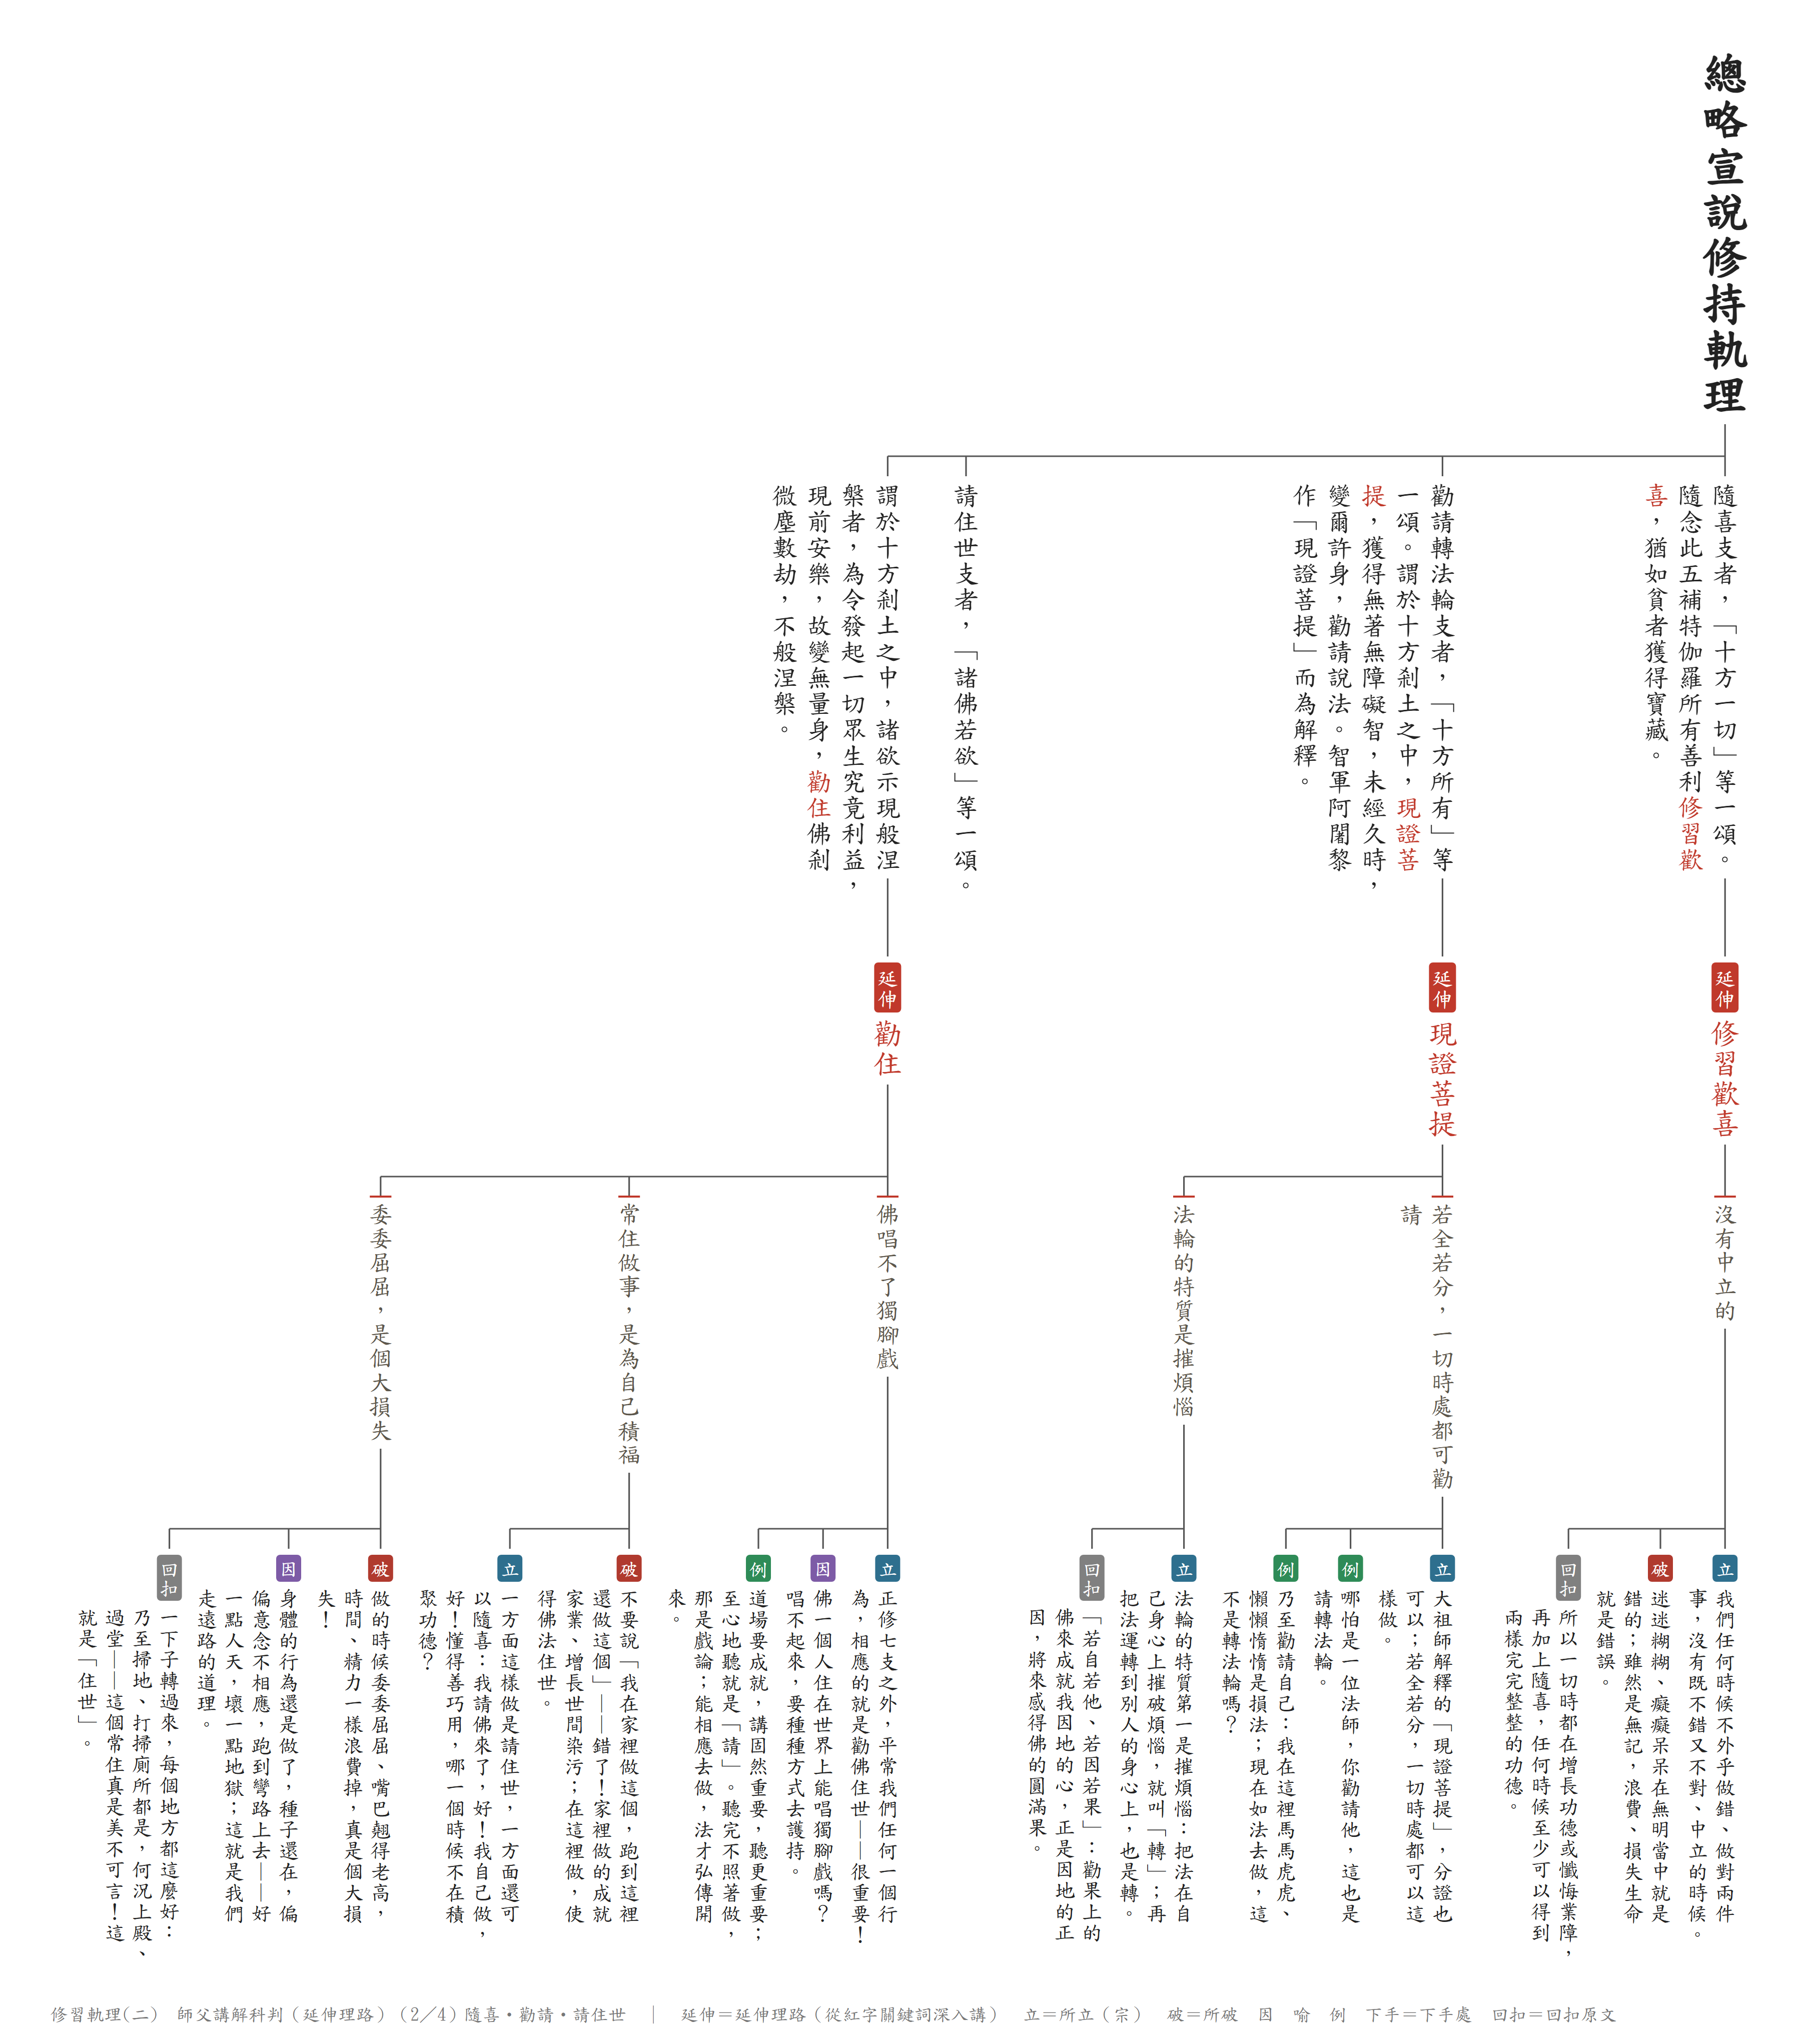 總略宣說修持軌理
隨喜支者，「十方一切」等一頌。
隨念此五補特伽羅所有善利修習歡
喜，猶如貧者獲得寶藏。
勸請轉法輪支者，「十方所有」等
一頌。謂於十方剎土之中，現證菩
提，獲得無著無障礙智，未經久時，
變爾許身，勸請說法。智軍阿闍黎
作「現證菩提」而為解釋。
請住世支者，「諸佛若欲」等一頌。
謂於十方剎土之中，諸欲示現般涅
槃者，為令發起一切眾生究竟利益，
現前安樂，故變無量身，勸住佛剎
微塵數劫，不般涅槃。
延伸
修習歡喜
延伸
現證菩提
延伸
勸住
沒有中立的
若全若分，一切時處都可勸
請
法輪的特質是摧煩惱
佛唱不了獨腳戲
常住做事，是為自己積福
委委屈屈，是個大損失
立
我們任何時候不外乎做錯、做對兩件
事，沒有既不錯又不對、中立的時候。
破
迷迷糊糊、癡癡呆呆在無明當中就是
錯的；雖然是無記，浪費、損失生命
就是錯誤。
回扣
所以一切時都在增長功德或懺悔業障，
再加上隨喜，任何時候至少可以得到
兩樣完完整整的功德。
立
大祖師解釋的「現證菩提」，分證也
可以；若全若分，一切時處都可以這
樣做。
例
哪怕是一位法師，你勸請他，這也是
請轉法輪。
例
乃至勸請自己：我在這裡馬馬虎虎、
懶懶惰惰是損法；現在如法去做，這
不是轉法輪嗎？
立
法輪的特質第一是摧煩惱：把法在自
己身心上摧破煩惱，就叫「轉」；再
把法運轉到別人的身心上，也是轉。
回扣
「若自若他、若因若果」：勸果上的
佛來成就我因地的心，正是因地的正
因，將來感得佛的圓滿果。
立
正修七支之外，平常我們任何一個行
為，相應的就是勸佛住世——很重要！
因
佛一個人住在世界上能唱獨腳戲嗎？
唱不起來，要種種方式去護持。
例
道場要成就，講固然重要，聽更重要；
至心地聽就是「請」。聽完不照著做，
那是戲論；能相應去做，法才弘傳開
來。
破
不要說「我在家裡做這個，跑到這裡
還做這個」——錯了！家裡做的成就
家業、增長世間染污；在這裡做，使
得佛法住世。
立
一方面這樣做是請住世，一方面還可
以隨喜：我請佛來了，好！我自己做，
好！懂得善巧用，哪一個時候不在積
聚功德？
破
做的時候委委屈屈、嘴巴翹得老高，
時間、精力一樣浪費掉，真是個大損
失！
因
身體的行為還是做了，種子還在，偏
偏意念不相應，跑到彎路上去——好
一點人天，壞一點地獄；這就是我們
走遠路的道理。
回扣
一下子轉過來，每個地方都這麼好：
乃至掃地、打掃廁所都是，何況上殿、
過堂——這個常住真是美不可言！這
就是「住世」。
修習軌理(二)　師父講解科判（延伸理路）（2／4）隨喜・勸請・請住世　｜　延伸＝延伸理路（從紅字關鍵詞深入講）　立＝所立（宗）　破＝所破　因　喻　例　下手＝下手處　回扣＝回扣原文